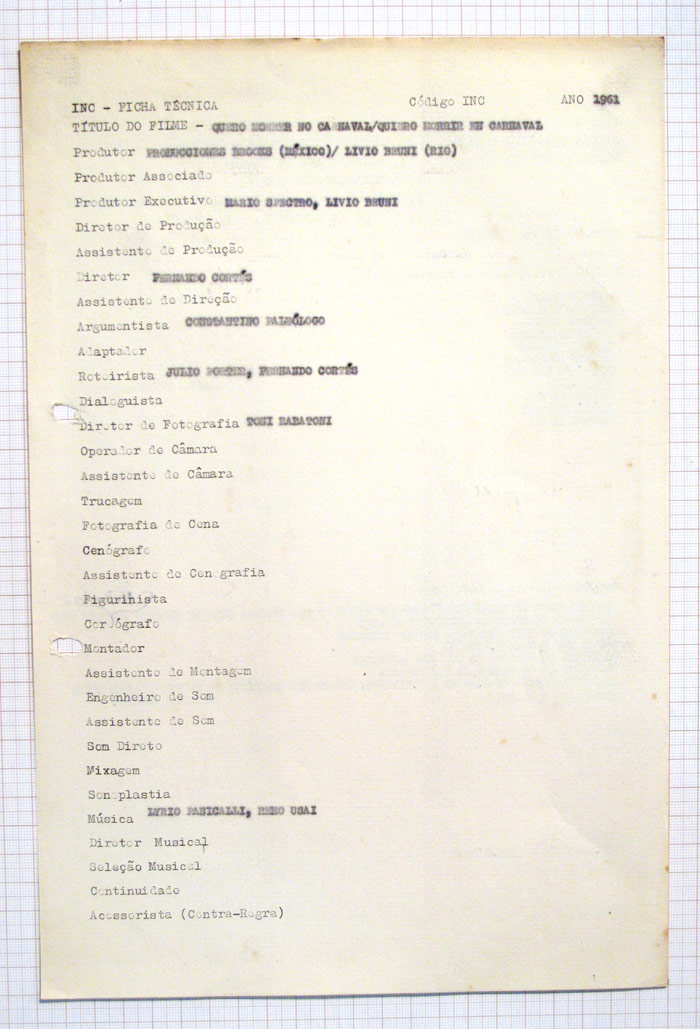 INC - FICHA TÉCNICA Código INC ANO 1961
TÍTULO DO FILME - QUERO MORRER NO CARNAVAL/QUIERO MORRIR EN CARNAVAL
Produtor PRODUCCIONES BROOKS (MÉXICO)/ LIVIO BRUNI (RIO)
Produtor Associado
Produtor Executivo MARIO SPECTRO, LIVIO BRUNI
Diretor de Produção
Assistente de Produção
Diretor FERNANDO CORTÉS
Assistente de Direção
Argumentista CONSTANTINO PALEÓLOGO
Adaptador
Roteirista JULIO PORTER, FERNANDO CORTÉS
Dialoguista
Diretor de Fotografia TONI RABATONI
Operador de Câmara
Assistente de Câmara
Trucagem
Fotografia de Cena
Cenógrafo
Assistente de Cenografia
Figurinista
Coriógrafo
Montador
Assistente de Montagem
Engenheiro de Som
Assistente de Som
Som Direto
Mixagem
Sonoplastia
Música LYRIO PANICALLI, REMO USAI
Diretor Musical
Seleção Musical
Continuidade
Acessorista (Contra-Regra)